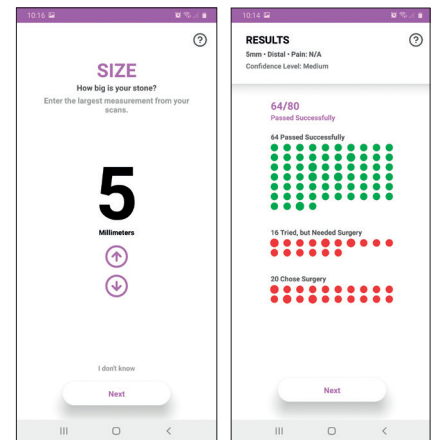 10:16
SIZE
How big is your stone?
Enter the largest measurement from your
scans.
5
Millimeters
I don't know
Next
10:14
RESULTS
5mm • Distal • Pain: N/A
Confidence Level: Medium
64/80
Passed Successfully
64 Passed Successfully
16 Tried, but Needed Surgery
20 Chose Surgery
Next